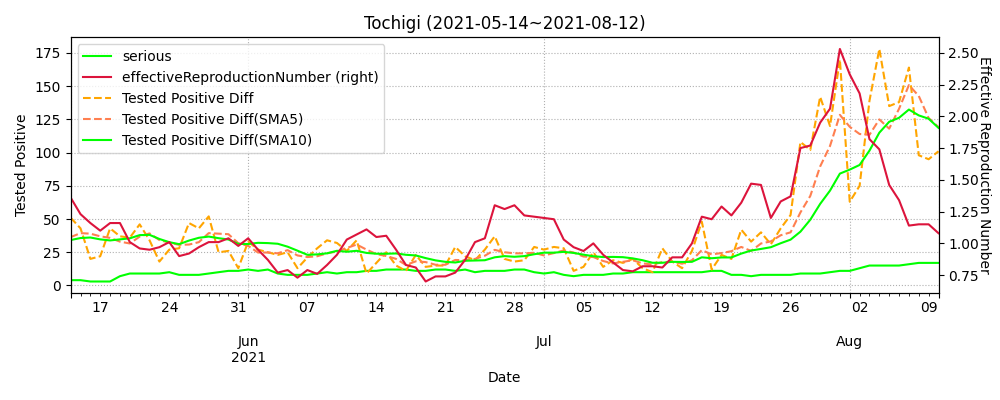 Tochigi (2021-05-14~2021-08-12)
serious
effectiveReproductionNumber (right)
Tested Positive Diff
Tested Positive Diff(SMA5)
Tested Positive Diff(SMA10)
Tested Positive
175
150
125
100
75
50
25
0
2.50
2.25
2.00
1.75
1.50
1.25
1.00
0.75
Effective Reproduction Number
17 24 31 07 14 21 28 05 12 19 26 02 09
Jun Jul Aug
2021
Date